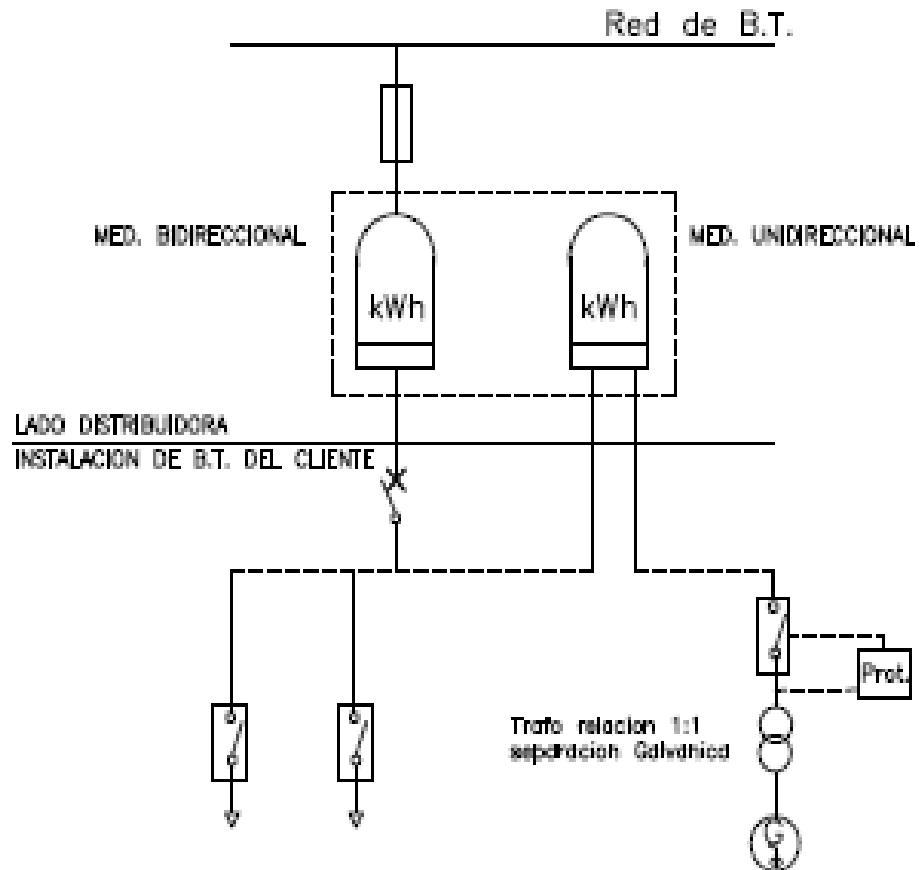 Red de B.T.
MED. BIDIRECCIONAL
MED. UNIDIRECCIONAL
kWh
kWh
LADO DISTRIBUIDORA
INSTALACION DE B.T. DEL CLIENTE
Prot.
Trafo relacion 1:1
separacion Galvanica
G